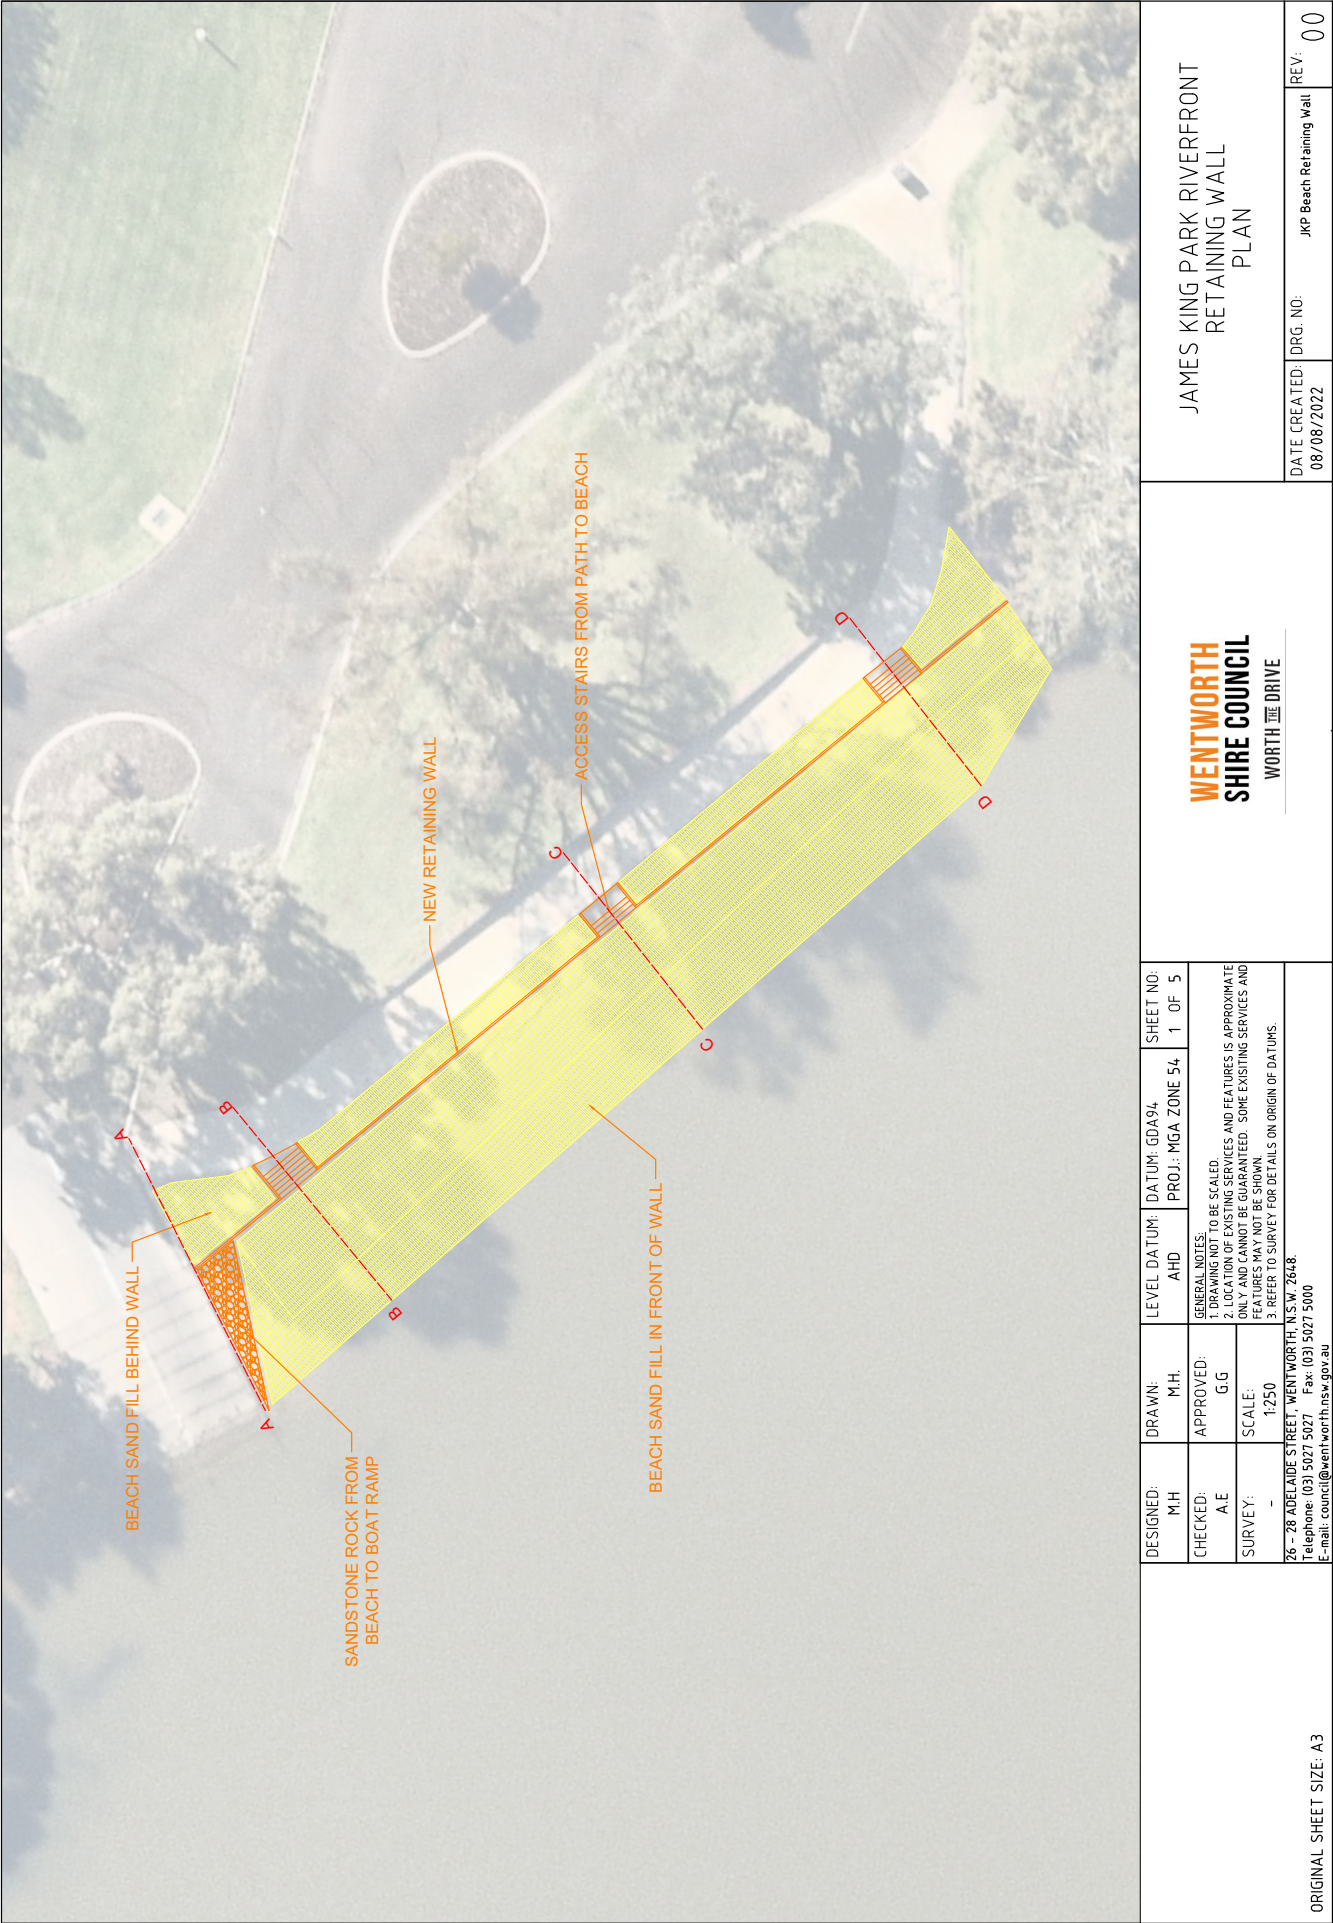 BEACH SAND FILL BEHIND WALL
SANDSTONE ROCK FROM
BEACH TO BOAT RAMP
NEW RETAINING WALL
ACCESS STAIRS FROM PATH TO BEACH
BEACH SAND FILL IN FRONT OF WALL
A
A
B
B
C
C
D
D
ORIGINAL SHEET SIZE: A3
DESIGNED:
M.H
DRAWN:
M.H.
LEVEL DATUM:
AHD
DATUM: GDA94
PROJ.: MGA ZONE 54
SHEET NO:
1 OF 5
CHECKED:
A.E
APPROVED:
G.G
SURVEY:
-
SCALE:
1:250
GENERAL NOTES:
1. DRAWING NOT TO BE SCALED.
2. LOCATION OF EXISTING SERVICES AND FEATURES IS APPROXIMATE
ONLY AND CANNOT BE GUARANTEED. SOME EXISITING SERVICES AND
FEATURES MAY NOT BE SHOWN.
3. REFER TO SURVEY FOR DETAILS ON ORIGIN OF DATUMS.
26 - 28 ADELAIDE STREET, WENTWORTH, N.S.W. 2648.
Telephone: (03) 5027 5027 Fax: (03) 5027 5000
E-mail: council@wentworth.nsw.gov.au
WENTWORTH
SHIRE COUNCIL
WORTH THE DRIVE
JAMES KING PARK RIVERFRONT
RETAINING WALL
PLAN
DATE CREATED:
08/08/2022
DRG. NO:
JKP Beach Retaining Wall
REV:
00